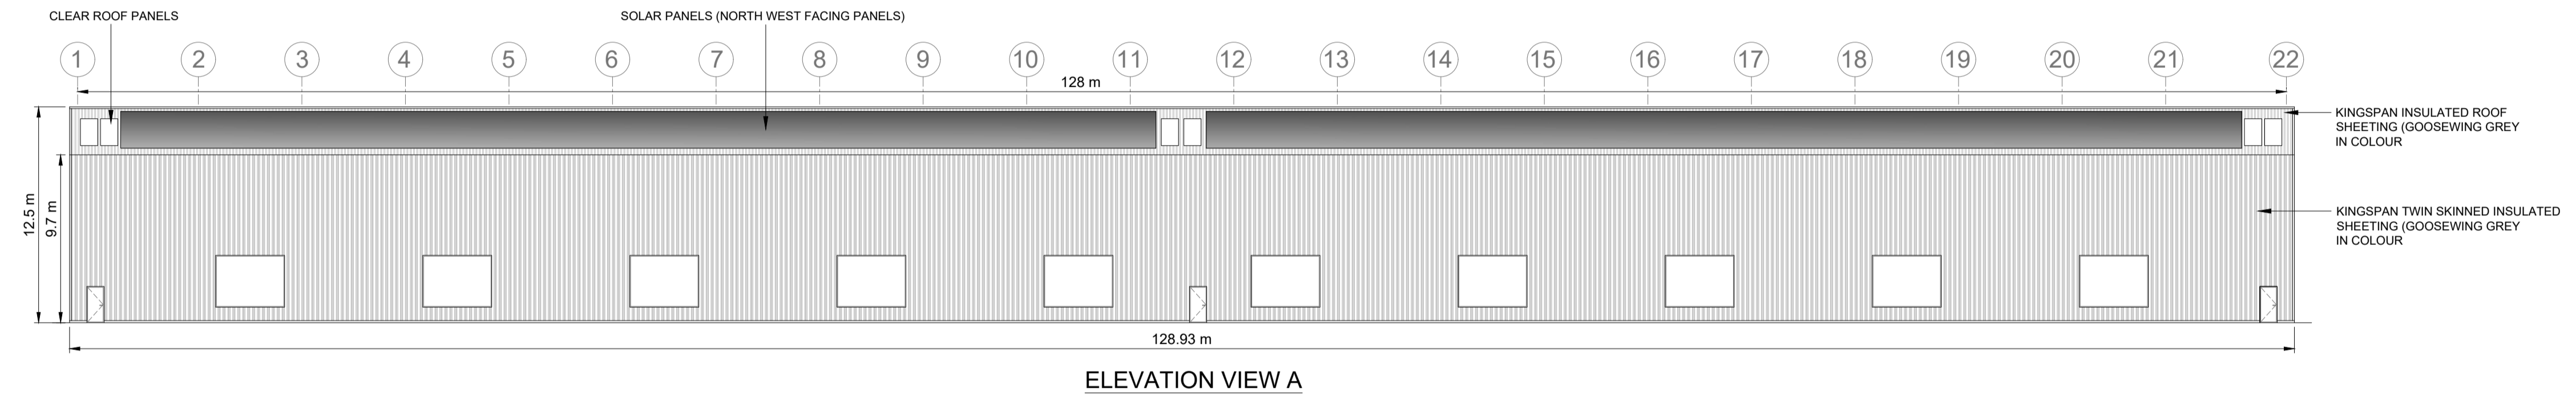 CLEAR ROOF PANELS
SOLAR PANELS (NORTH WEST FACING PANELS)
1 2 3 4 5 6 7 8 9 10 11 12 13 14 15 16 17 18 19 20 21 22
128 m
KINGSPAN INSULATED ROOF
SHEETING (GOOSEWING GREY
IN COLOUR
12.5 m
9.7 m
KINGSPAN TWIN SKINNED INSULATED
SHEETING (GOOSEWING GREY
IN COLOUR
128.93 m
ELEVATION VIEW A